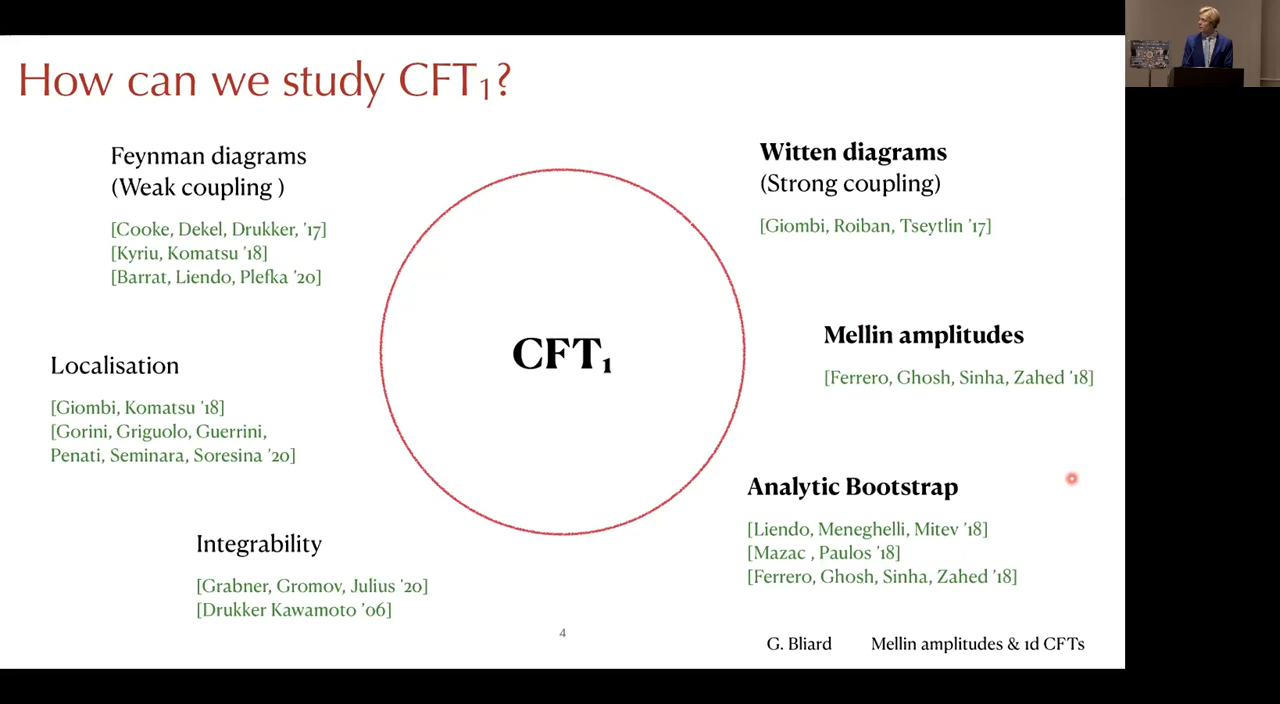 How can we study CFT₁?
Feynman diagrams
(Weak coupling )
[Cooke, Dekel, Drukker, '17]
[Kyriu, Komatsu '18]
[Barrat, Liendo, Plefka '20]
Localisation
[Giombi, Komatsu '18]
[Gorini, Griguolo, Guerrini,
Penati, Seminara, Soresina '20]
Integrability
[Grabner, Gromov, Julius '20]
[Drukker Kawamoto '06]
CFT₁
Witten diagrams
(Strong coupling)
[Giombi, Roiban, Tseytlin '17]
Mellin amplitudes
[Ferrero, Ghosh, Sinha, Zahed '18]
Analytic Bootstrap
[Liendo, Meneghelli, Mitev '18]
[Mazac , Paulos '18]
[Ferrero, Ghosh, Sinha, Zahed '18]
4
G. Bliard
Mellin amplitudes & 1d CFTs